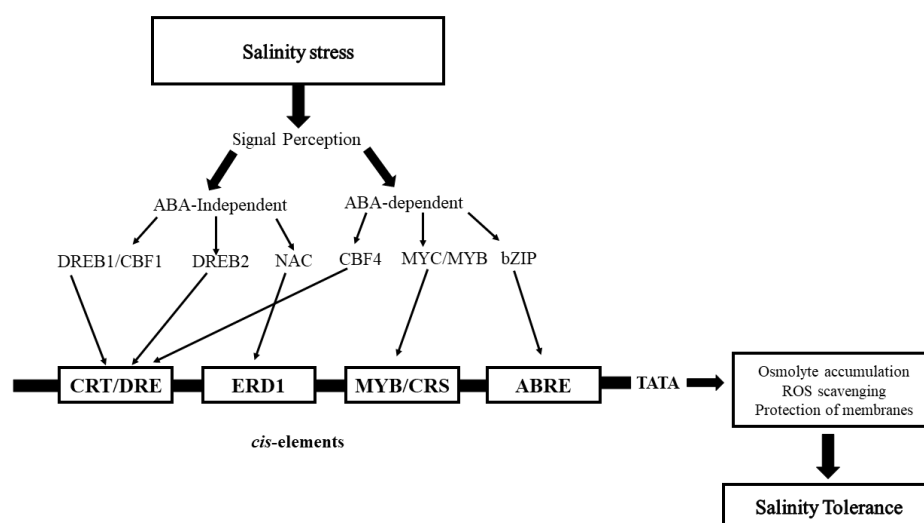 Salinity stress
Signal Perception
ABA-Independent
ABA-dependent
DREB1/CBF1
DREB2
NAC
CBF4
MYC/MYB
bZIP
CRT/DRE
ERD1
MYB/CRS
ABRE
TATA
Osmolyte accumulation
ROS scavenging
Protection of membranes
cis-elements
Salinity Tolerance